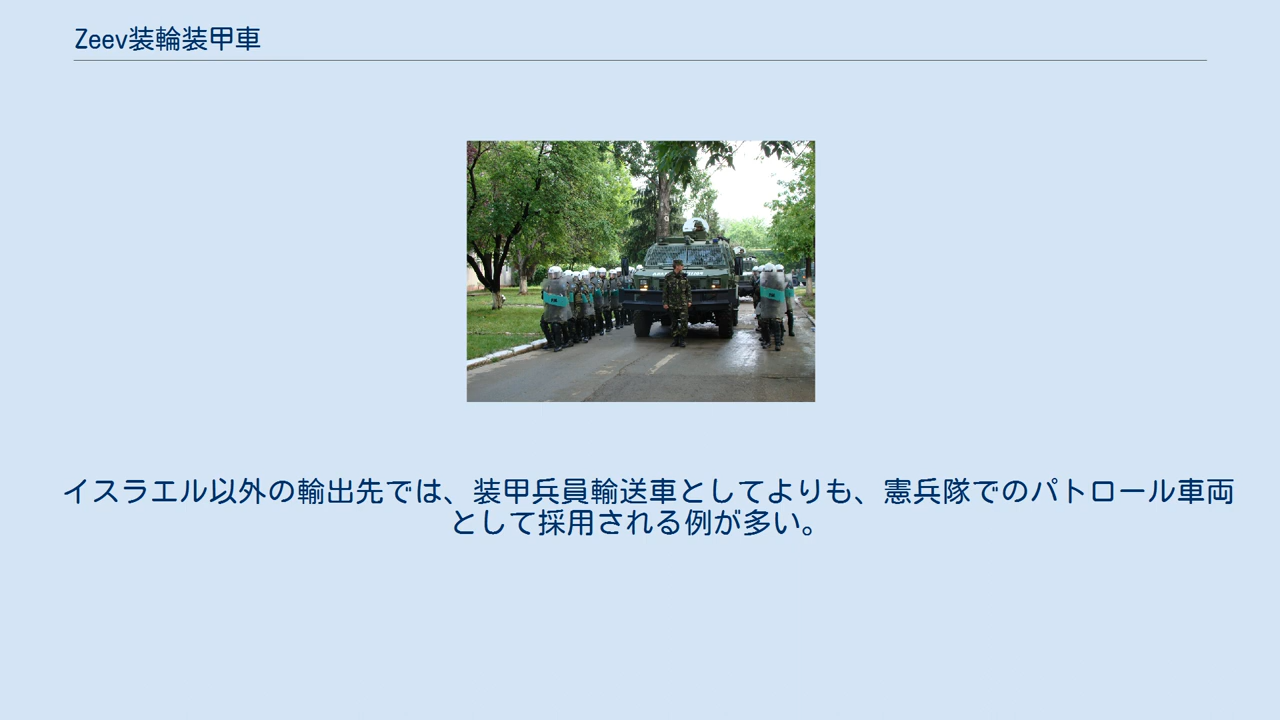 Zeev装輪装甲車
イスラエル以外の輸出先では、装甲兵員輸送車としてよりも、憲兵隊でのパトロール車両
として採用される例が多い。